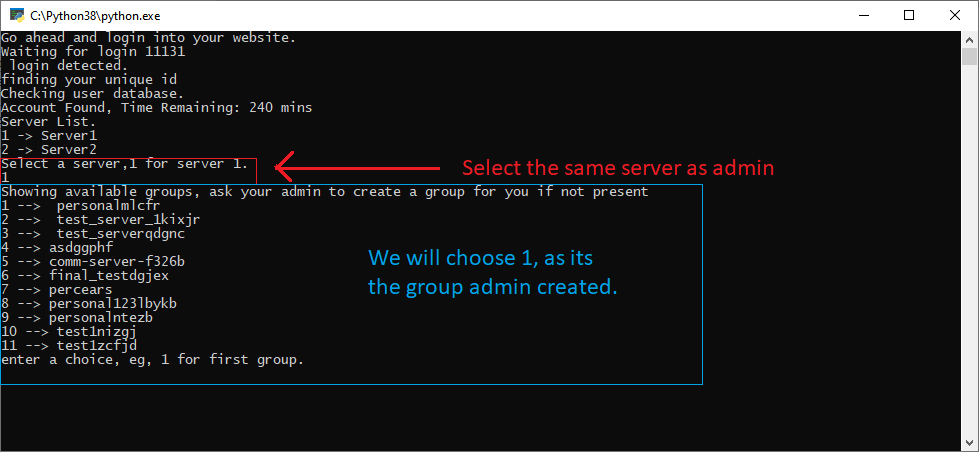 C:\Python38\python.exe
Go ahead and login into your website.
Waiting for login 11131
login detected.
finding your unique id
Checking user database.
Account Found, Time Remaining: 240 mins
Server List.
1 -> Server1
2 -> Server2
Select a server,1 for server 1.
1
Select the same server as admin
Showing available groups, ask your admin to create a group for you if not present
1 -->  personalmlcfr
2 -->  test_server_1kixjr
3 -->  test_serverqdgnc
4 --> asdggphf
5 --> comm-server-f326b
6 --> final_testdgjex
7 --> percears
8 --> personal123lbykb
9 --> personalntezb
10 --> test1nizgj
11 --> test1zcfjd
enter a choice, eg, 1 for first group.
We will choose 1, as its
the group admin created.